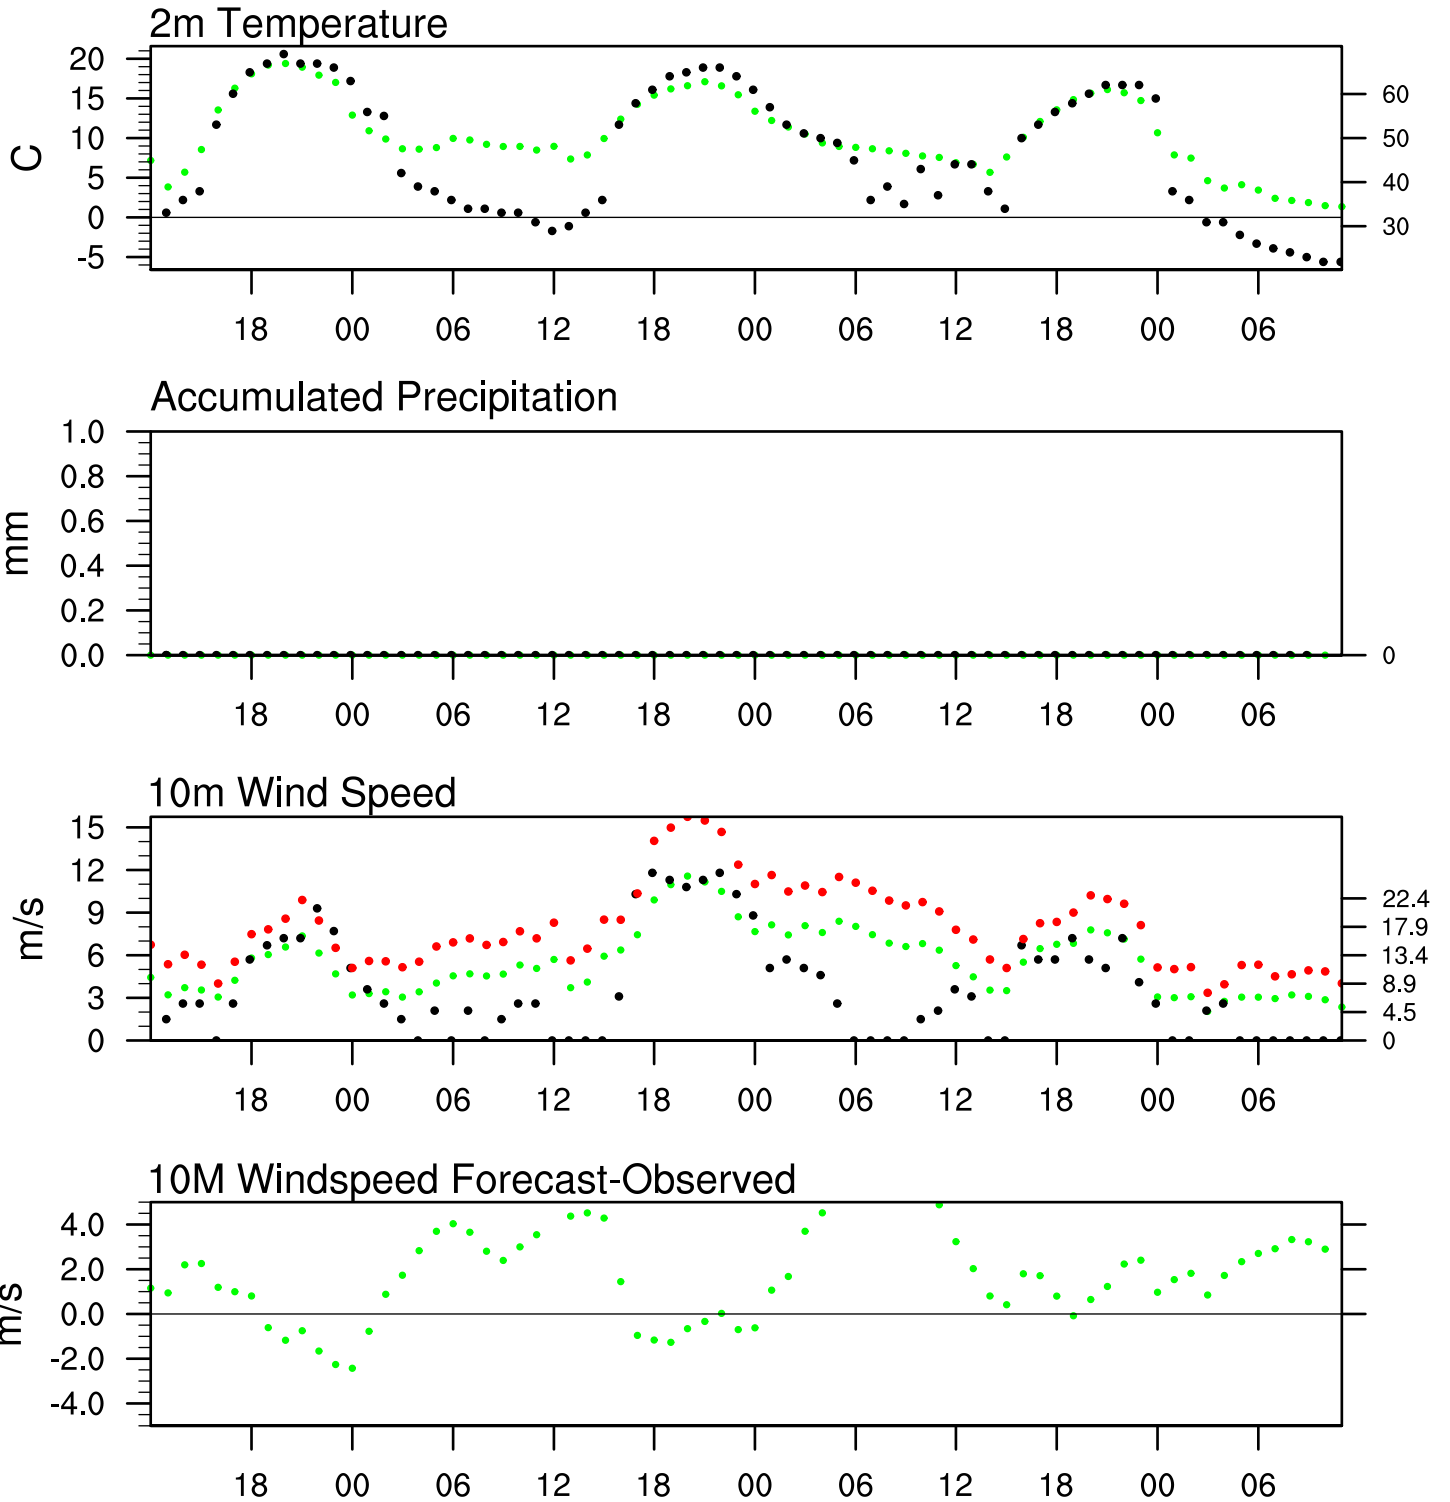 2m Temperature
20
15
10
5
0
-5
C
60
50
40
30
18 00 06 12 18 00 06 12 18 00 06
Accumulated Precipitation
1.0
0.8
0.6
0.4
0.2
0.0
mm
0
18 00 06 12 18 00 06 12 18 00 06
10m Wind Speed
15
12
9
6
3
0
m/s
22.4
17.9
13.4
8.9
4.5
0
18 00 06 12 18 00 06 12 18 00 06
10M Windspeed Forecast-Observed
4.0
2.0
0.0
-2.0
-4.0
m/s
18 00 06 12 18 00 06 12 18 00 06